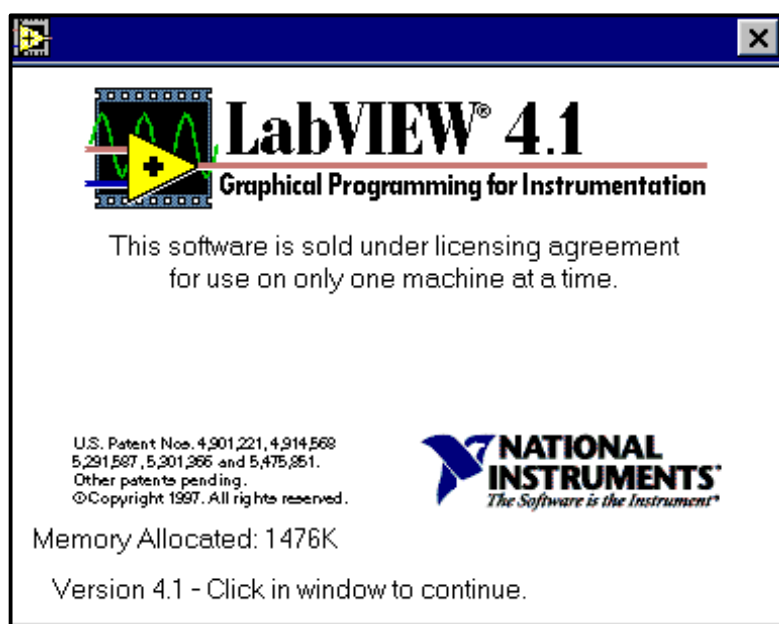 LabVIEW® 4.1
Graphical Programming for Instrumentation
This software is sold under licensing agreement
for use on only one machine at a time.
U.S. Patent Nos. 4,901,221, 4,914,568
5,291,587, 5,301,366 and 5,475,851.
Other patents pending.
©Copyright 1997. All rights reserved.
NATIONAL
INSTRUMENTS®
The Software is the Instrument®
Memory Allocated: 1476K
Version 4.1 - Click in window to continue.